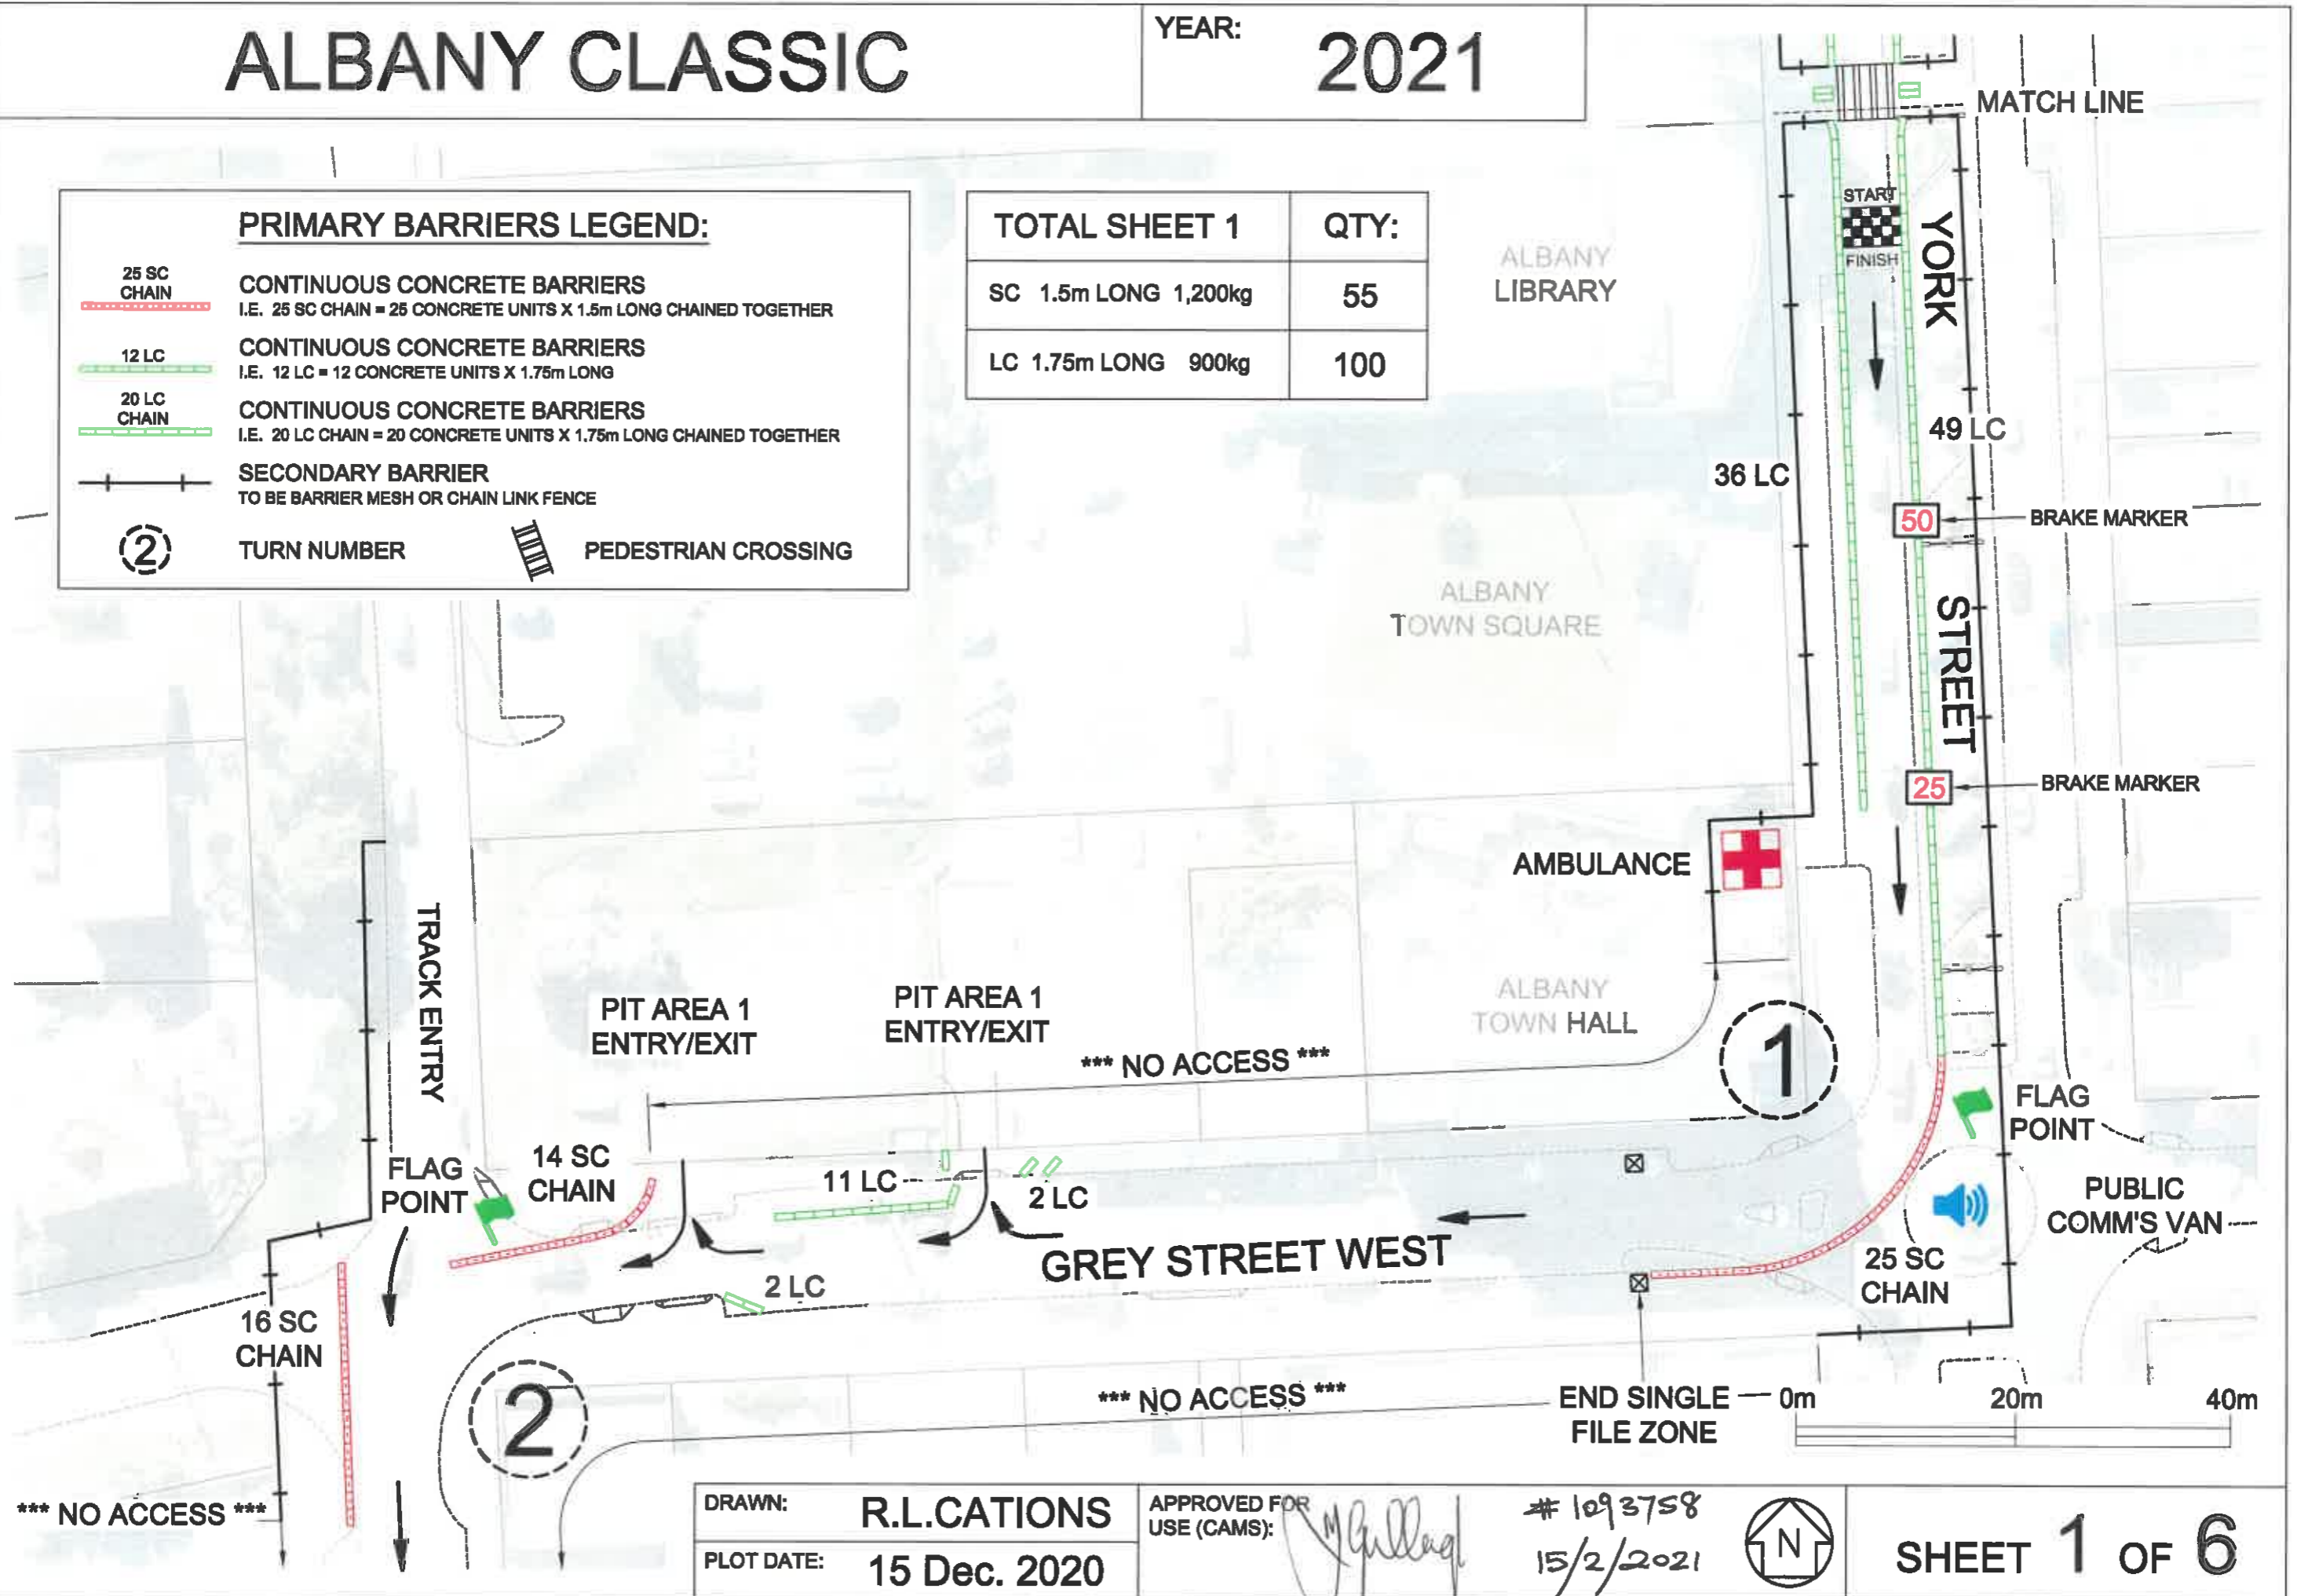 ALBANY CLASSIC
YEAR:
2021
MATCH LINE
PRIMARY BARRIERS LEGEND:
25 SC
CHAIN
CONTINUOUS CONCRETE BARRIERS
I.E. 25 SC CHAIN = 25 CONCRETE UNITS X 1.5m LONG CHAINED TOGETHER
12 LC
CONTINUOUS CONCRETE BARRIERS
I.E. 12 LC = 12 CONCRETE UNITS X 1.75m LONG
20 LC
CHAIN
CONTINUOUS CONCRETE BARRIERS
I.E. 20 LC CHAIN = 20 CONCRETE UNITS X 1.75m LONG CHAINED TOGETHER
SECONDARY BARRIER
TO BE BARRIER MESH OR CHAIN LINK FENCE
2 TURN NUMBER
PEDESTRIAN CROSSING
TOTAL SHEET 1 QTY:
SC 1.5m LONG 1,200kg 55
LC 1.75m LONG 900kg 100
ALBANY
LIBRARY
START
FINISH
YORK
STREET
49 LC
36 LC
50
BRAKE MARKER
ALBANY
TOWN SQUARE
25
BRAKE MARKER
AMBULANCE
TRACK ENTRY
PIT AREA 1
ENTRY/EXIT
PIT AREA 1
ENTRY/EXIT
ALBANY
TOWN HALL
*** NO ACCESS ***
1
FLAG
POINT
FLAG
POINT
14 SC
CHAIN
11 LC
2 LC
PUBLIC
COMM'S VAN
GREY STREET WEST
25 SC
CHAIN
2 LC
16 SC
CHAIN
2
*** NO ACCESS ***
END SINGLE
FILE ZONE
0m 20m 40m
*** NO ACCESS ***
DRAWN: R.L.CATIONS
PLOT DATE: 15 Dec. 2020
APPROVED FOR
USE (CAMS):
# 1093758
15/2/2021
N
SHEET 1 OF 6